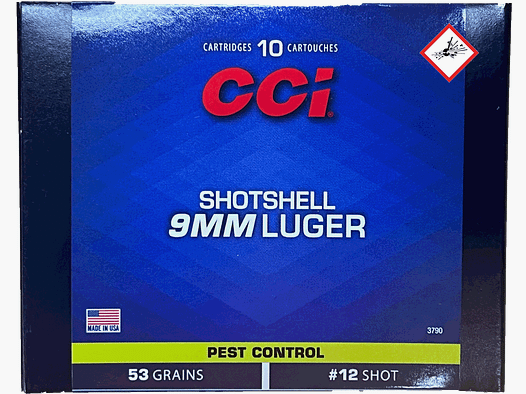 CARTRIDGES 10 CARTOUCHES
CCI
SHOTSHELL
9MM LUGER
MADE IN USA
3790
PEST CONTROL
53 GRAINS
#12 SHOT